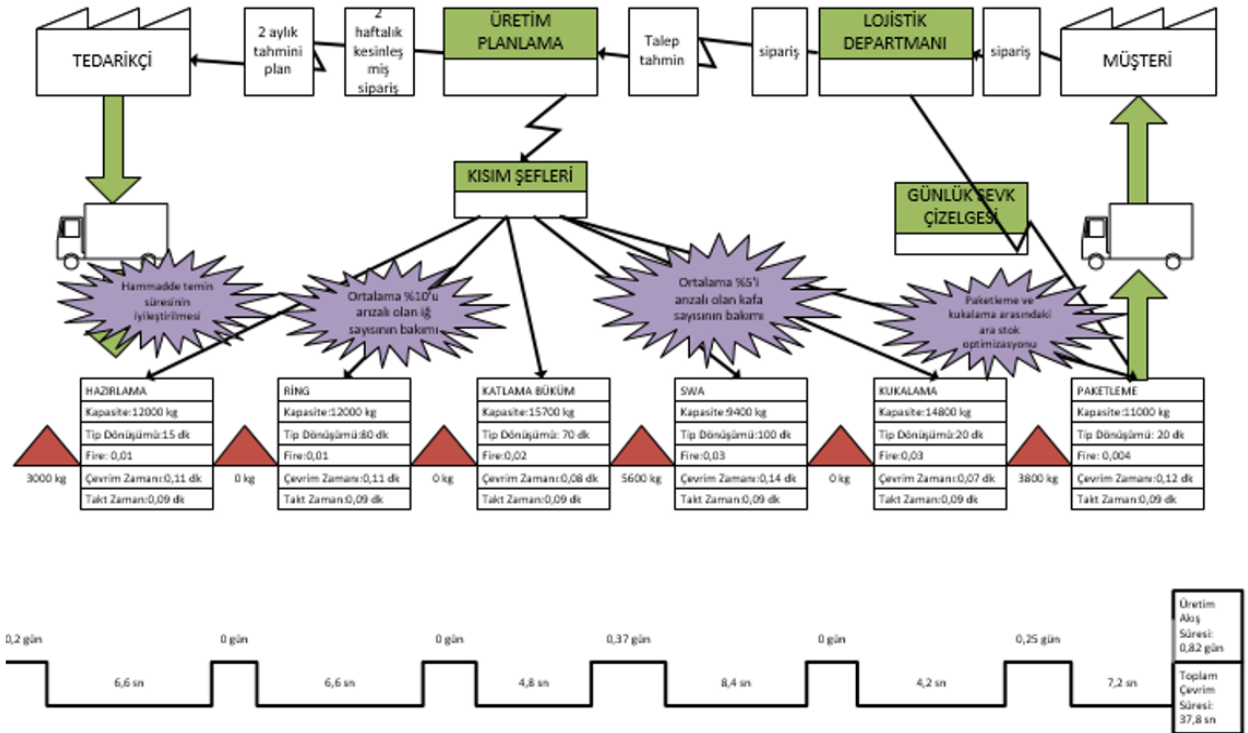 TEDARİKÇİ
2 aylık
tahmini
plan
2
haftalık
kesinleş
miş
sipariş
ÜRETİM
PLANLAMA
Talep
tahmin
sipariş
LOJİSTİK
DEPARTMANI
sipariş
MÜŞTERİ
KISIM ŞEFLERİ
GÜNLÜK SEVK
ÇİZELGESİ
Hammadde temin
süresinin
iyileştirilmesi
Ortalama %10'u
arızalı olan iğ
sayısının bakımı
Ortalama %5'i
arızalı olan kafa
sayısının bakımı
Paketleme ve
kukalama arasındaki
ara stok
optimizasyonu
HAZIRLAMA
Kapasite:12000 kg
Tip Dönüşümü:15 dk
Fire: 0,01
Çevrim Zamanı:0,11 dk
Takt Zaman:0,09 dk
RİNG
Kapasite:12000 kg
Tip Dönüşümü:80 dk
Fire:0,01
Çevrim Zamanı:0,11 dk
Takt Zaman:0,09 dk
KATLAMA BÜKÜM
Kapasite:15700 kg
Tip Dönüşümü: 70 dk
Fire:0,02
Çevrim Zamanı:0,08 dk
Takt Zaman:0,09 dk
SWA
Kapasite:9400 kg
Tip Dönüşümü:100 dk
Fire:0,03
Çevrim Zamanı:0,14 dk
Takt Zaman:0,09 dk
KUKALAMA
Kapasite:14800 kg
Tip Dönüşümü:20 dk
Fire:0,03
Çevrim Zamanı:0,07 dk
Takt Zaman:0,09 dk
PAKETLEME
Kapasite:11000 kg
Tip Dönüşümü: 20 dk
Fire: 0,004
Çevrim Zamanı:0,12 dk
Takt Zaman:0,09 dk
3000 kg
0 kg
0 kg
5600 kg
0 kg
3800 kg
0,2 gün
0 gün
0 gün
0,37 gün
0 gün
0,25 gün
6,6 sn
6,6 sn
4,8 sn
8,4 sn
4,2 sn
7,2 sn
Üretim
Akış
Süresi:
0,82 gün
Toplam
Çevrim
Süresi:
37,8 sn